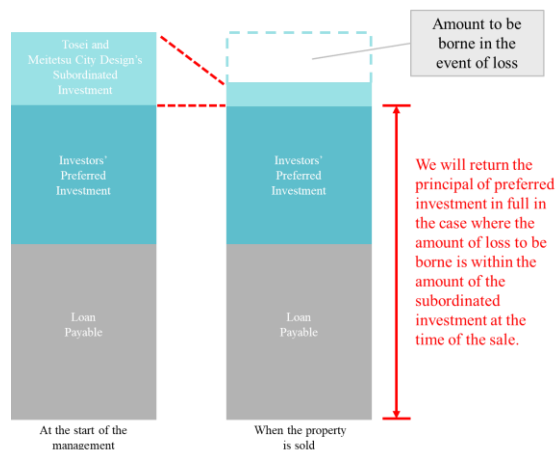 Tosei and
Meitetsu City Design's
Subordinated
Investment
Amount to be
borne in the
event of loss
Investors'
Preferred
Investment
Investors'
Preferred
Investment
We will return the
principal of preferred
investment in full in
the case where the
amount of loss to be
borne is within the
amount of the
subordinated
investment at the
time of the sale.
Loan
Payable
Loan
Payable
At the start of the
management
When the property
is sold